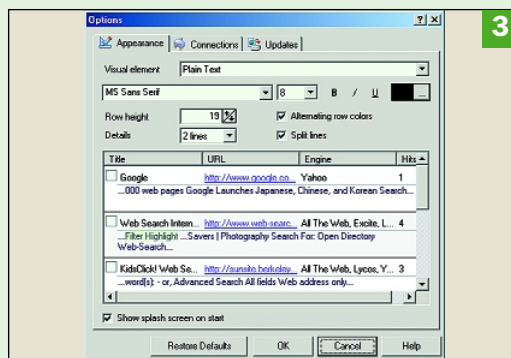 3
Options
Appearance Connections Updates
Visual element Plain Text
MS Sans Serif 8 B / U ...
Row height 19 Alternating row colors
Details 2 lines Split lines
Title URL Engine Hits
Google http://www.google.co... Yahoo 1
...000 web pages Google Launches Japanese, Chinese, and Korean Search...
Web Search Intern... http://www.web-searc... All The Web, Excite, L... 4
...Filter Highlight ...Savers | Photography Search For: Open Directory
Web-Search...
KidsClick! Web Se... http://sunsite.berkeley... All The Web, Lycos, Y... 3
...word(s): - or, Advanced Search All fields Web address only...
Show splash screen on start
Restore Defaults OK Cancel Help